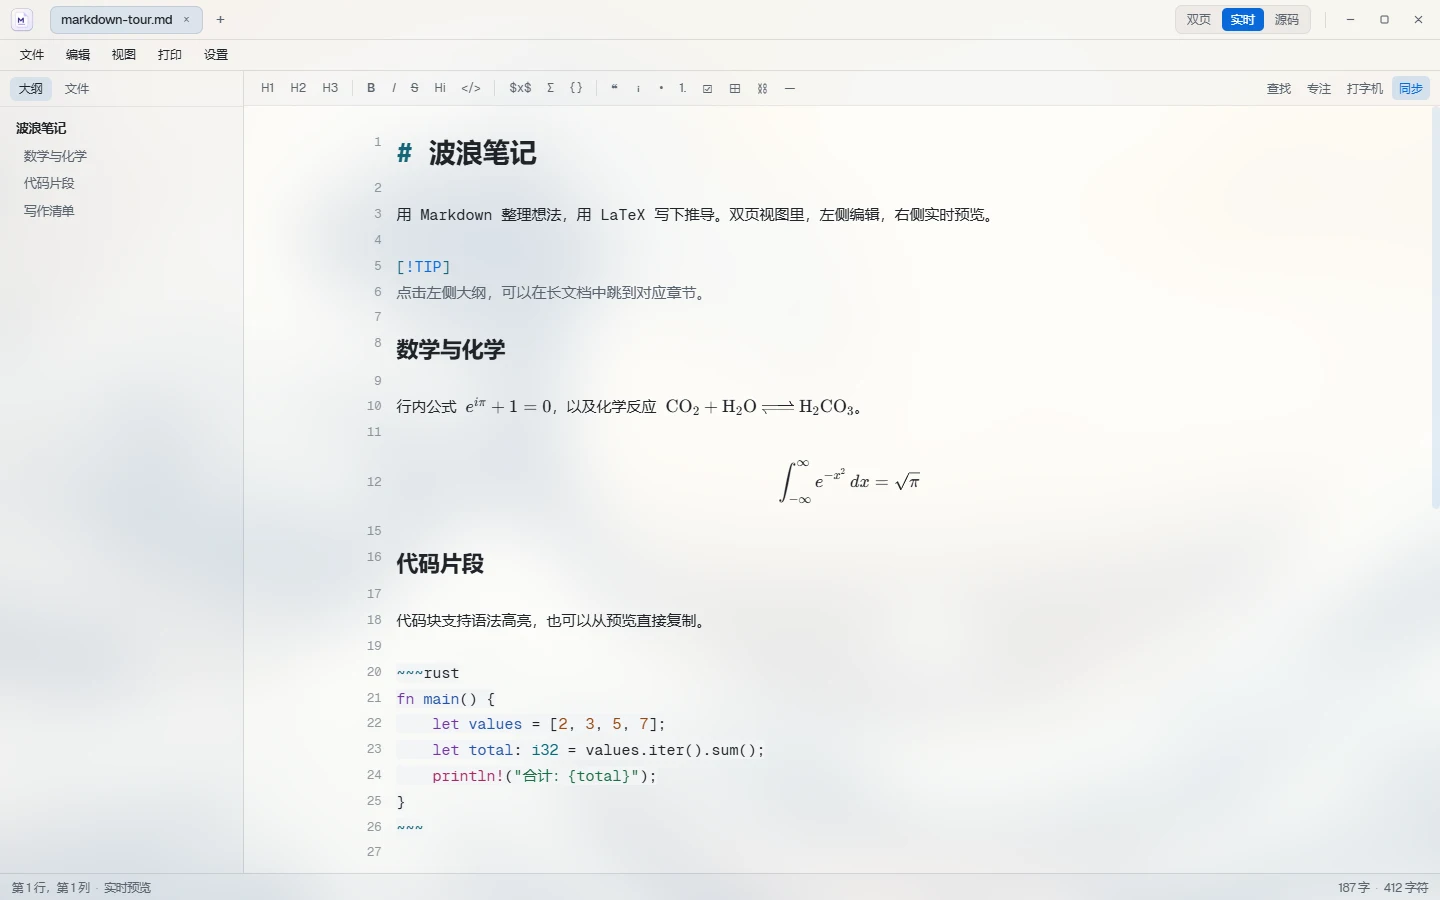 M
markdown-tour.md × +
双页 实时 源码
文件 编辑 视图 打印 设置
大纲 文件
H1 H2 H3 B I S Hi </> $x$ Σ {} ❝ i • 1. ☑
查找 专注 打字机 同步
波浪笔记
数学与化学
代码片段
写作清单
1 # 波浪笔记
2
3 用 Markdown 整理想法，用 LaTeX 写下推导。双页视图里，左侧编辑，右侧实时预览。
4
5 [!TIP]
6 点击左侧大纲，可以在长文档中跳到对应章节。
7
8 数学与化学
9
10 行内公式 $e^{i\pi} + 1 = 0$，以及化学反应 CO₂ + H₂O ⇌ H₂CO₃。
11
12 $\int_{-\infty}^{\infty} e^{-x^2} dx = \sqrt{\pi}$
15
16 代码片段
17
18 代码块支持语法高亮，也可以从预览直接复制。
19
20 ~~~rust
21 fn main() {
22     let values = [2, 3, 5, 7];
23     let total: i32 = values.iter().sum();
24     println!("合计: {total}");
25 }
26 ~~~
27
第 1 行，第 1 列 · 实时预览
187 字 · 412 字符